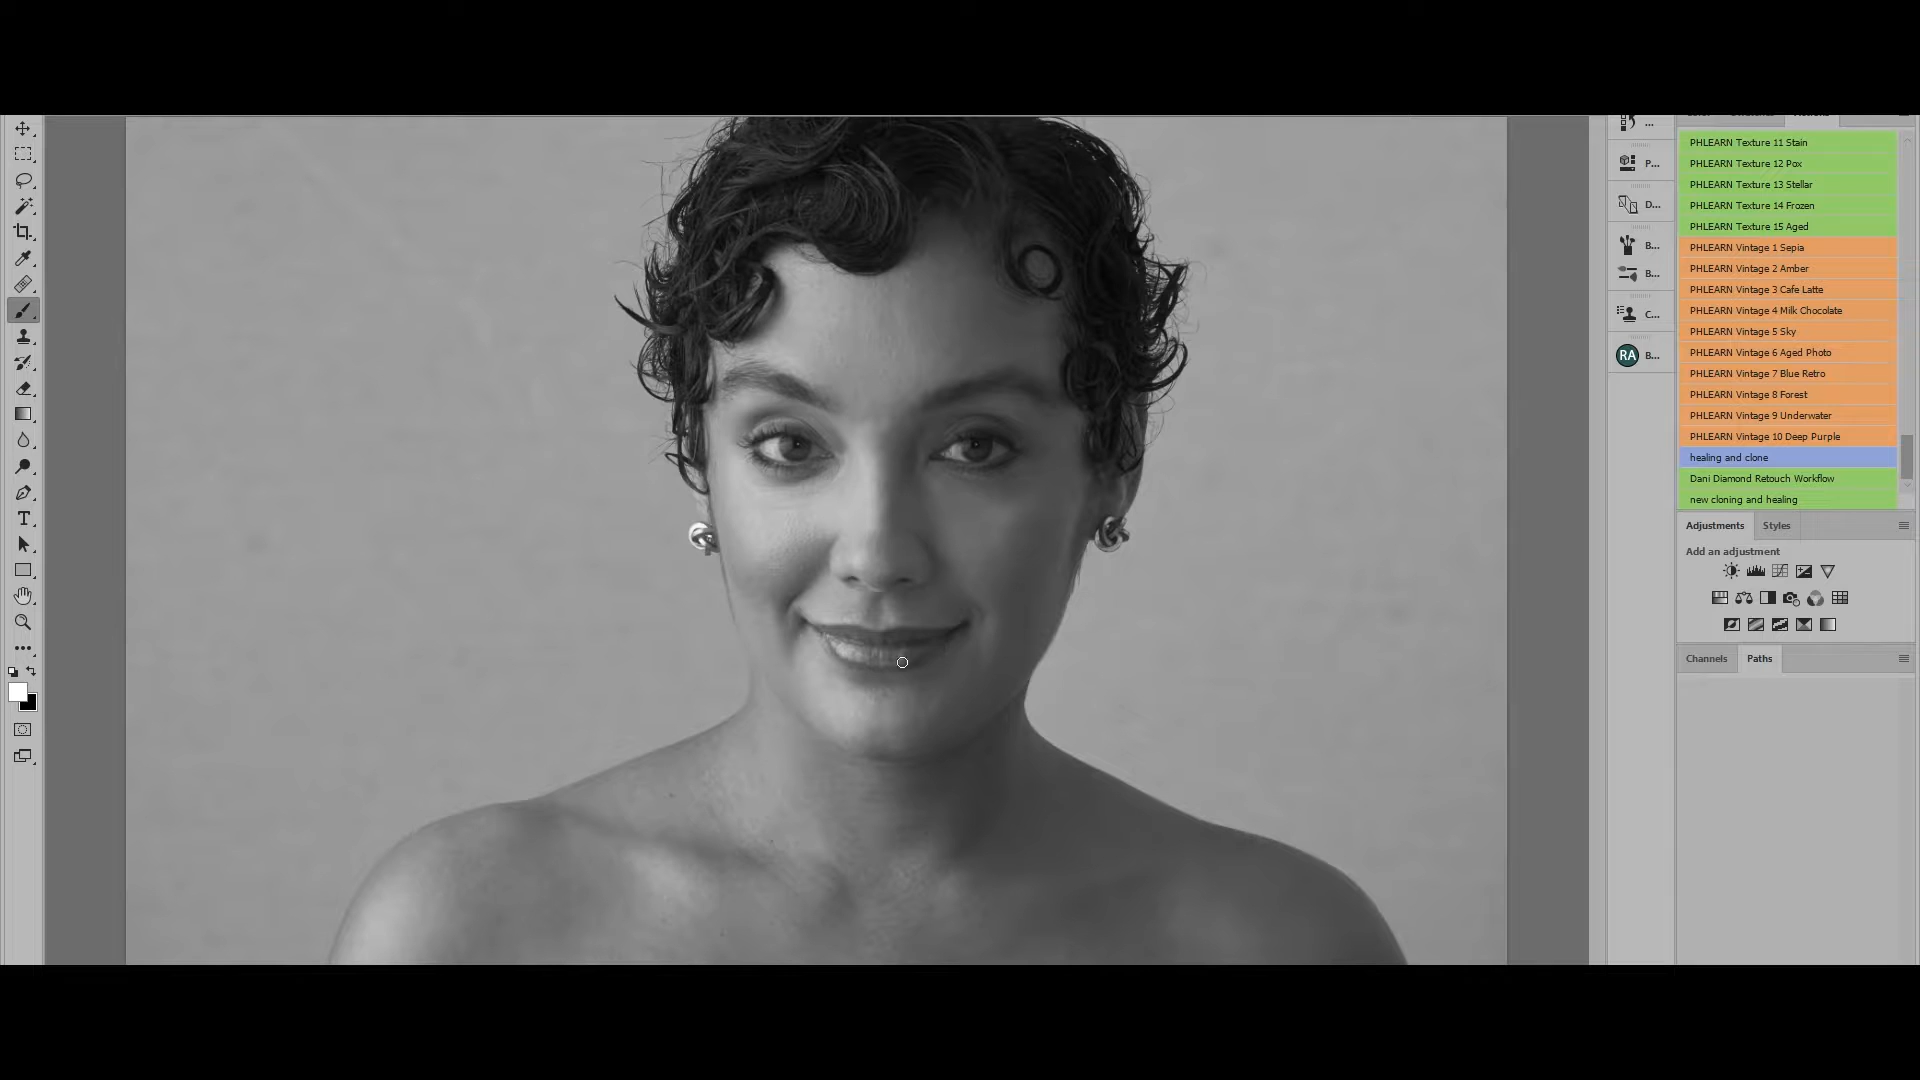 ...
P...
D...
B...
B...
C...
RA B...
PHLEARN Texture 11 Stain
PHLEARN Texture 12 Pox
PHLEARN Texture 13 Stellar
PHLEARN Texture 14 Frozen
PHLEARN Texture 15 Aged
PHLEARN Vintage 1 Sepia
PHLEARN Vintage 2 Amber
PHLEARN Vintage 3 Cafe Latte
PHLEARN Vintage 4 Milk Chocolate
PHLEARN Vintage 5 Sky
PHLEARN Vintage 6 Aged Photo
PHLEARN Vintage 7 Blue Retro
PHLEARN Vintage 8 Forest
PHLEARN Vintage 9 Underwater
PHLEARN Vintage 10 Deep Purple
healing and clone
Dani Diamond Retouch Workflow
new cloning and healing
Adjustments Styles
Add an adjustment
Channels Paths